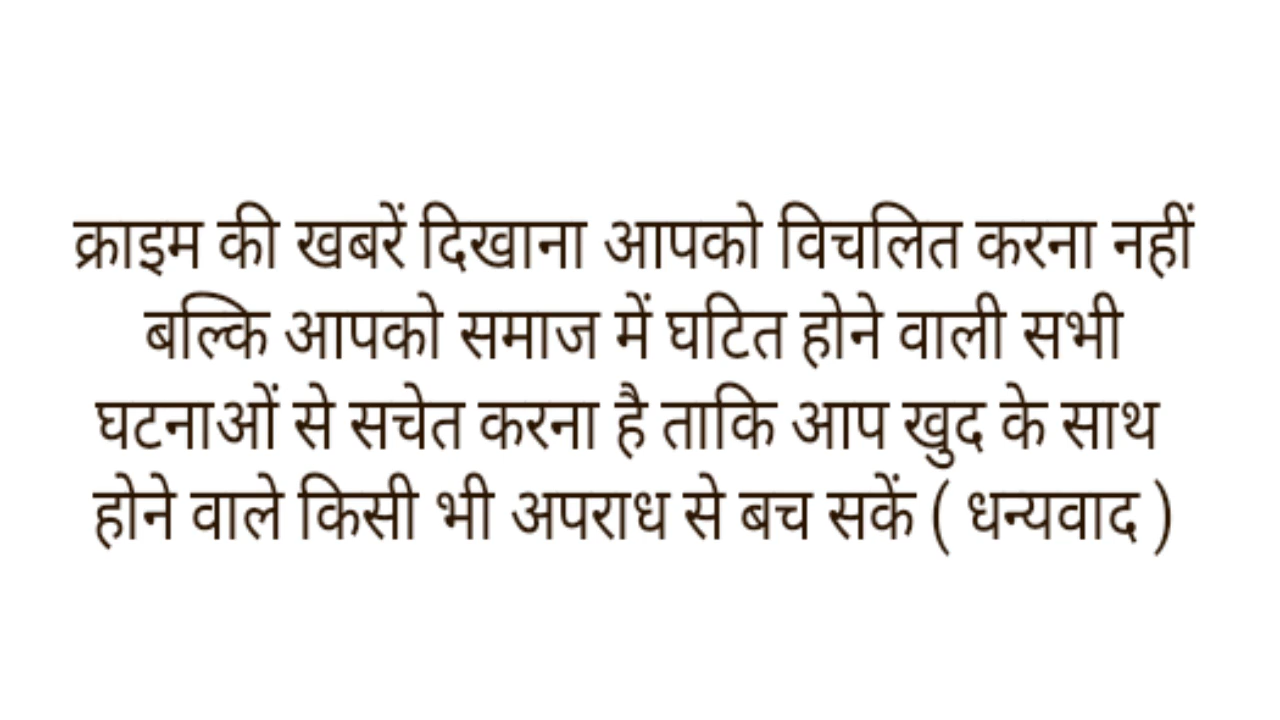 क्राइम की खबरें दिखाना आपको विचलित करना नहीं
बल्कि आपको समाज में घटित होने वाली सभी
घटनाओं से सचेत करना है ताकि आप खुद के साथ
होने वाले किसी भी अपराध से बच सकें ( धन्यवाद )